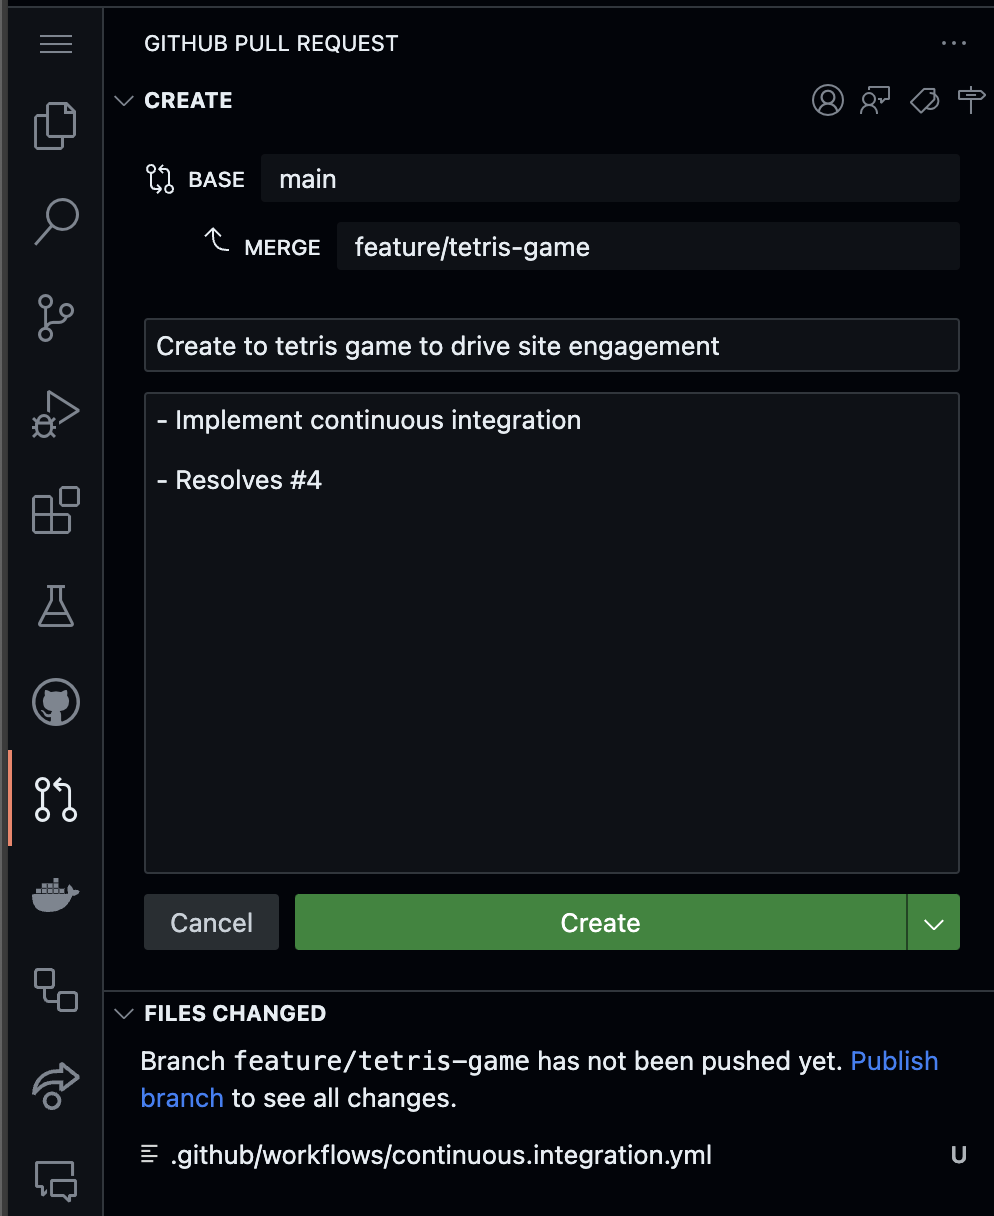 GITHUB PULL REQUEST
CREATE
BASE main
MERGE feature/tetris-game
Create to tetris game to drive site engagement
- Implement continuous integration
- Resolves #4
Cancel Create
FILES CHANGED
Branch feature/tetris-game has not been pushed yet. Publish
branch to see all changes.
.github/workflows/continuous.integration.yml U